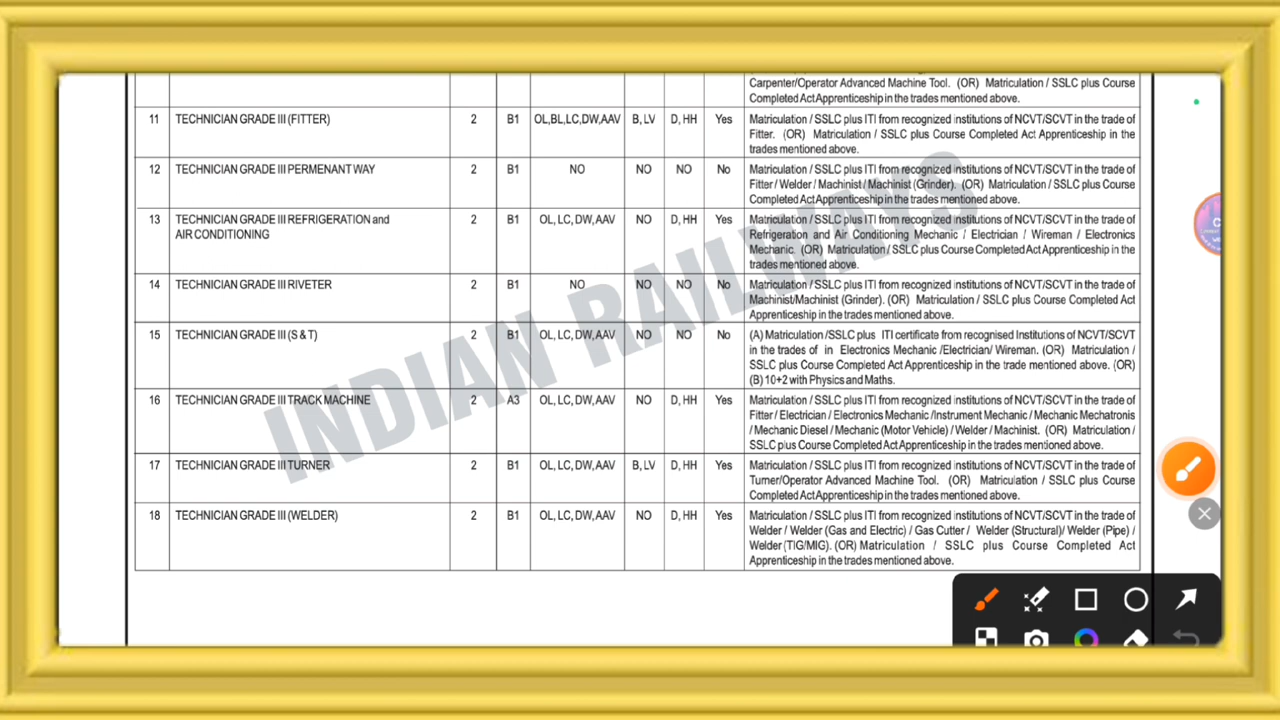 Carpenter/Operator Advanced Machine Tool. (OR) Matriculation / SSLC plus Course
Completed Act Apprenticeship in the trades mentioned above.
11 TECHNICIAN GRADE III (FITTER) 2 B1 OL,BL,LC,DW,AAV B, LV D, HH Yes Matriculation / SSLC plus ITI from recognized institutions of NCVT/SCVT in the trade of
Fitter. (OR) Matriculation / SSLC plus Course Completed Act Apprenticeship in the
trades mentioned above.
12 TECHNICIAN GRADE III PERMENANT WAY 2 B1 NO NO NO No Matriculation / SSLC plus ITI from recognized institutions of NCVT/SCVT in the trade of
Fitter / Welder / Machinist / Machinist (Grinder). (OR) Matriculation / SSLC plus Course
Completed Act Apprenticeship in the trades mentioned above.
13 TECHNICIAN GRADE III REFRIGERATION and 2 B1 OL, LC, DW, AAV NO D, HH Yes Matriculation / SSLC plus ITI from recognized institutions of NCVT/SCVT in the trade of
AIR CONDITIONING Refrigeration and Air Conditioning Mechanic / Electrician / Wireman / Electronics
Mechanic. (OR) Matriculation / SSLC plus Course Completed Act Apprenticeship in the
trades mentioned above.
14 TECHNICIAN GRADE III RIVETER 2 B1 NO NO NO No Matriculation / SSLC plus ITI from recognized institutions of NCVT/SCVT in the trade of
Machinist/Machinist (Grinder). (OR) Matriculation / SSLC plus Course Completed Act
Apprenticeship in the trades mentioned above.
15 TECHNICIAN GRADE III (S & T) 2 B1 OL, LC, DW, AAV NO NO No (A) Matriculation /SSLC plus ITI certificate from recognised Institutions of NCVT/SCVT
in the trades of in Electronics Mechanic /Electrician/ Wireman. (OR) Matriculation /
SSLC plus Course Completed Act Apprenticeship in the trade mentioned above. (OR)
(B) 10+2 with Physics and Maths.
16 TECHNICIAN GRADE III TRACK MACHINE 2 A3 OL, LC, DW, AAV NO D, HH Yes Matriculation / SSLC plus ITI from recognized institutions of NCVT/SCVT in the trade of
Fitter / Electrician / Electronics Mechanic /Instrument Mechanic / Mechanic Mechatronis
/ Mechanic Diesel / Mechanic (Motor Vehicle) / Welder / Machinist. (OR) Matriculation /
SSLC plus Course Completed Act Apprenticeship in the trades mentioned above.
17 TECHNICIAN GRADE III TURNER 2 B1 OL, LC, DW, AAV B, LV D, HH Yes Matriculation / SSLC plus ITI from recognized institutions of NCVT/SCVT in the trade of
Turner/Operator Advanced Machine Tool. (OR) Matriculation / SSLC plus Course
Completed Act Apprenticeship in the trades mentioned above.
18 TECHNICIAN GRADE III (WELDER) 2 B1 OL, LC, DW, AAV NO D, HH Yes Matriculation / SSLC plus ITI from recognized institutions of NCVT/SCVT in the trade of
Welder / Welder (Gas and Electric) / Gas Cutter / Welder (Structural)/ Welder (Pipe) /
Welder (TIG/MIG). (OR) Matriculation / SSLC plus Course Completed Act
Apprenticeship in the trades mentioned above.
INDIAN RAILWAYS